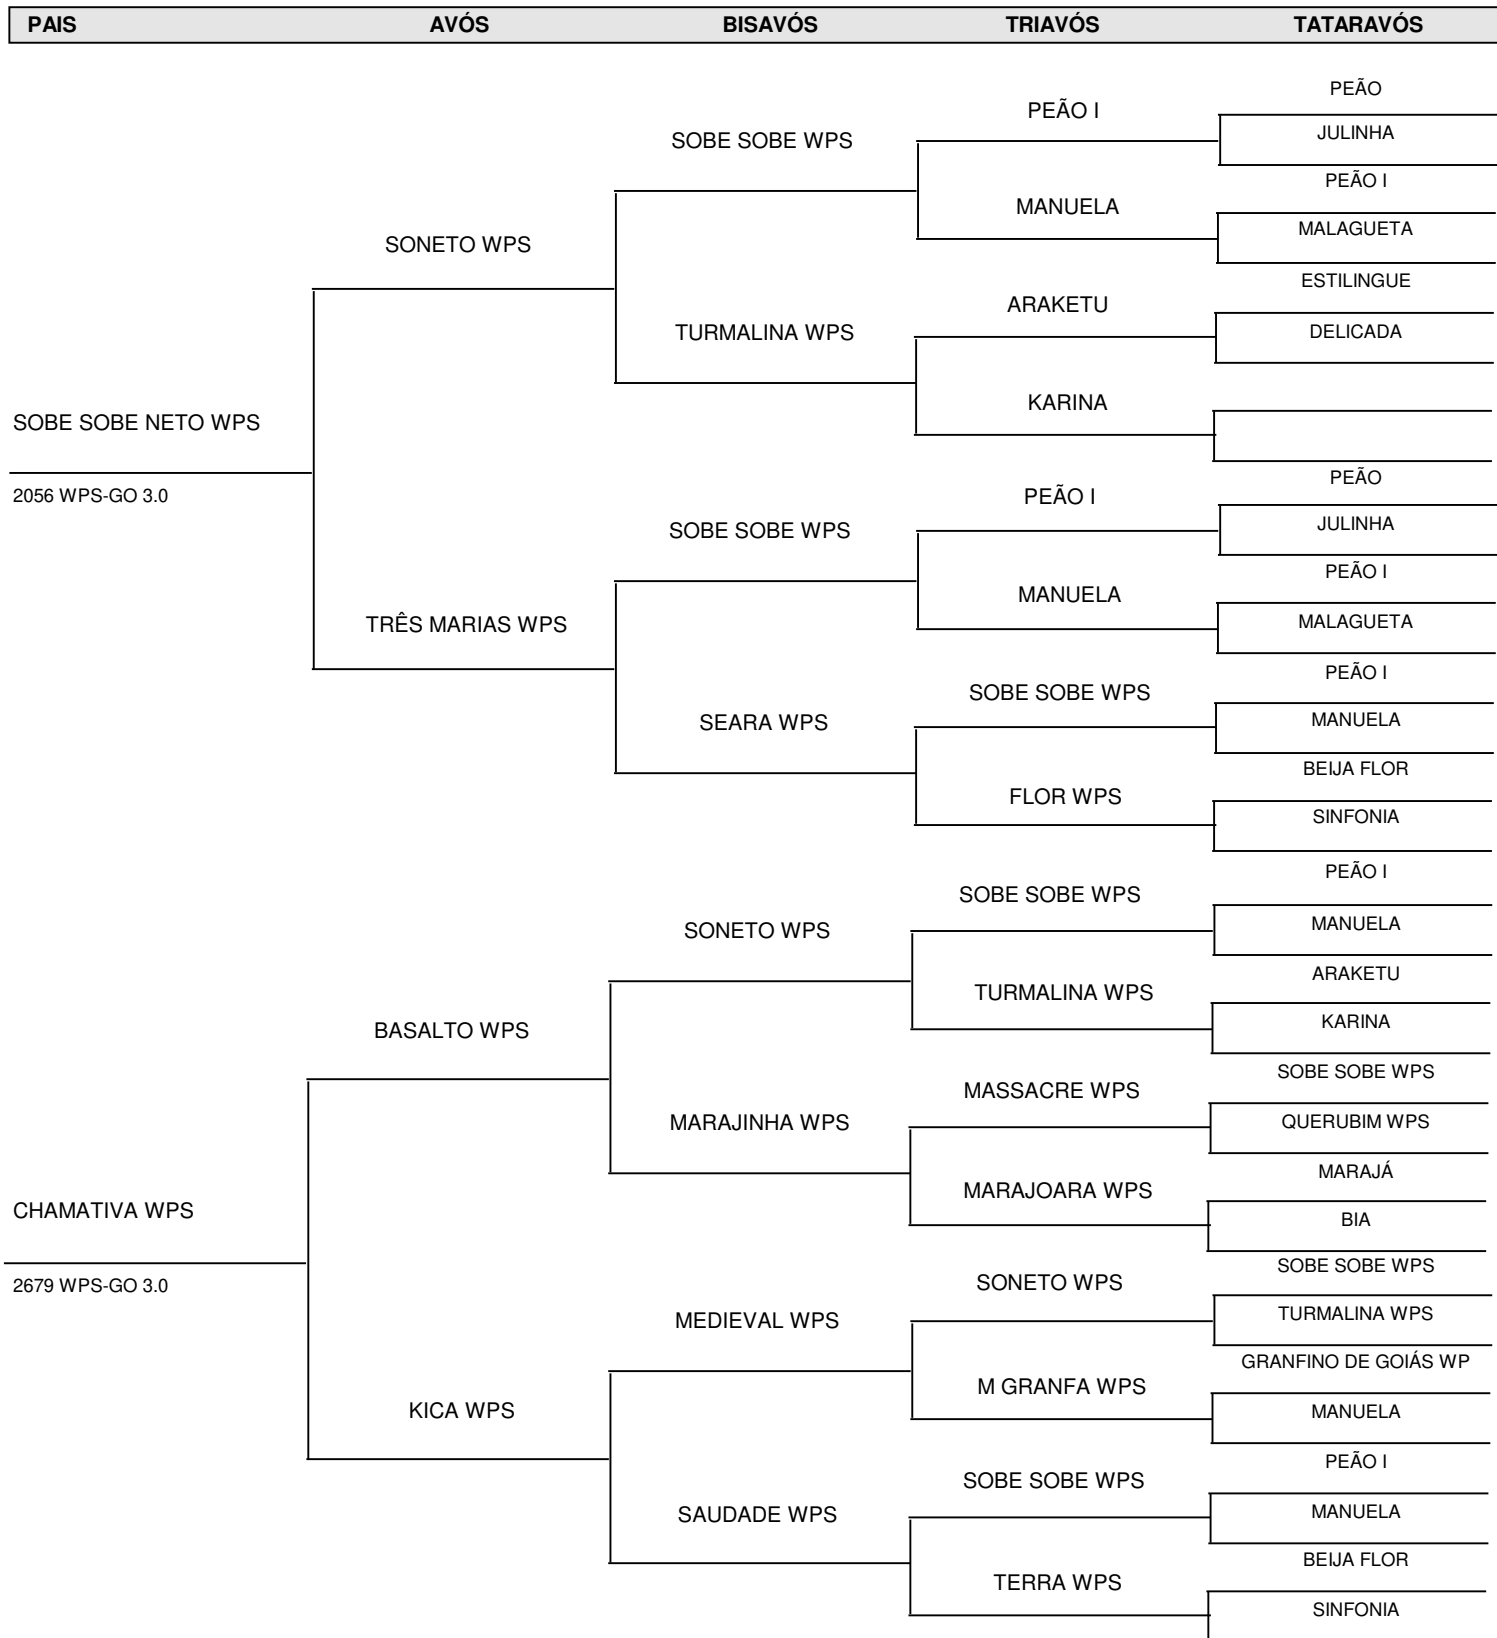 PAIS AVÓS BISAVÓS TRIAVÓS TATARAVÓS
PEÃO
PEÃO I
JULINHA
SOBE SOBE WPS
PEÃO I
MANUELA
MALAGUETA
SONETO WPS
ESTILINGUE
ARAKETU
TURMALINA WPS
DELICADA
KARINA
SOBE SOBE NETO WPS
PEÃO
2056 WPS-GO 3.0
PEÃO I
JULINHA
SOBE SOBE WPS
PEÃO I
MANUELA
MALAGUETA
TRÊS MARIAS WPS
PEÃO I
SOBE SOBE WPS
MANUELA
SEARA WPS
BEIJA FLOR
FLOR WPS
SINFONIA
PEÃO I
SOBE SOBE WPS
MANUELA
SONETO WPS
ARAKETU
TURMALINA WPS
KARINA
BASALTO WPS
SOBE SOBE WPS
MASSACRE WPS
QUERUBIM WPS
MARAJINHA WPS
MARAJÁ
MARAJOARA WPS
CHAMATIVA WPS
BIA
SOBE SOBE WPS
2679 WPS-GO 3.0
SONETO WPS
TURMALINA WPS
MEDIEVAL WPS
GRANFINO DE GOIÁS WP
M GRANFA WPS
KICA WPS
MANUELA
PEÃO I
SOBE SOBE WPS
MANUELA
SAUDADE WPS
BEIJA FLOR
TERRA WPS
SINFONIA